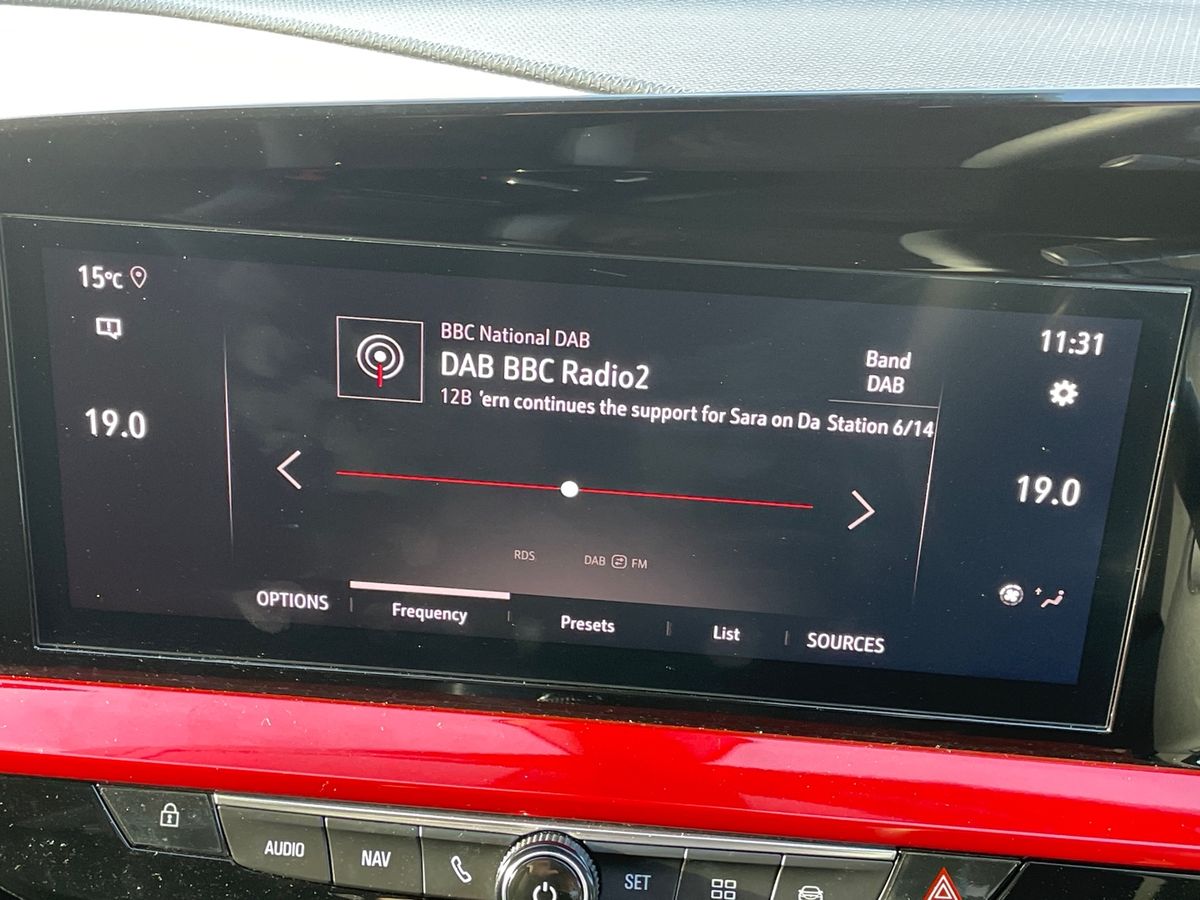 15°C
BBC National DAB
DAB BBC Radio2
12B 'ern continues the support for Sara on Da Station 6/14
Band
DAB
11:31
19.0
19.0
RDS DAB FM
OPTIONS Frequency Presets List SOURCES
AUDIO NAV SET